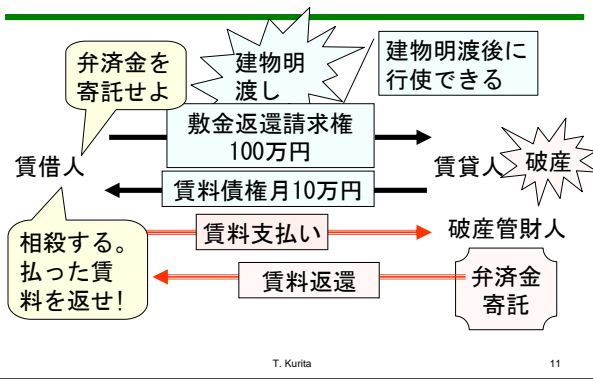 弁済金を
寄託せよ
建物明
渡し
建物明渡後に
行使できる
敷金返還請求権
100万円
賃借人
賃貸人
破産
賃料債権月10万円
相殺する。
払った賃
料を返せ!
賃料支払い
破産管財人
賃料返還
弁済金
寄託
T. Kurita
11